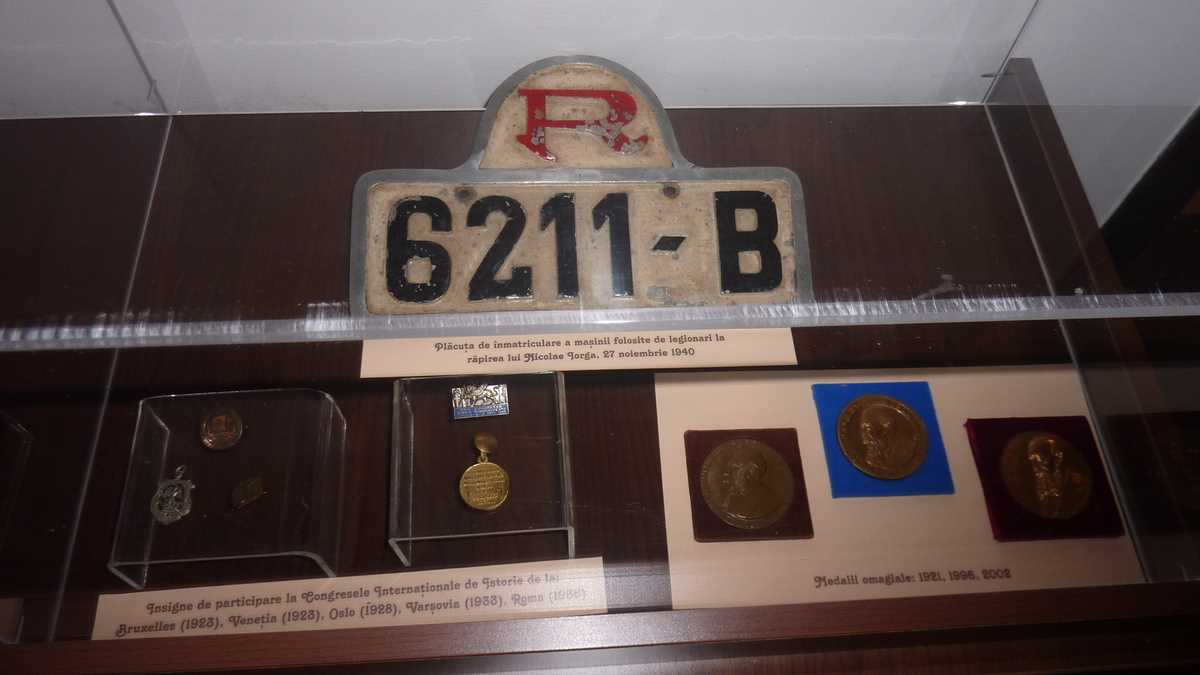 R
6211-B
Plăcuța de înmatriculare a mașinii folosite de legionari la
răpirea lui Nicolae Iorga, 27 noiembrie 1940
Insigne de participare la Congresele Internaționale de Istorie de la:
Bruxelles (1923), Veneția (1923), Oslo (1928), Varșovia (1933), Roma (1936)
Medalii omagiale: 1921, 1996, 2002